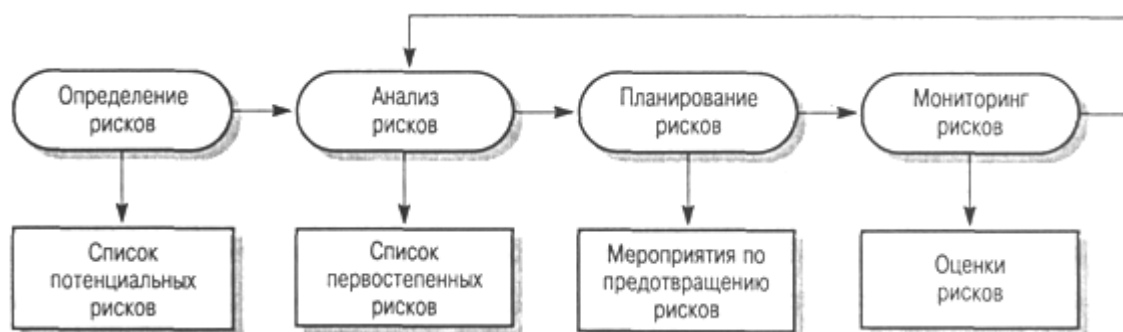 Определение
рисков
Анализ
рисков
Планирование
рисков
Мониторинг
рисков
Список
потенциальных
рисков
Список
первостепенных
рисков
Мероприятия по
предотвращению
рисков
Оценки
рисков